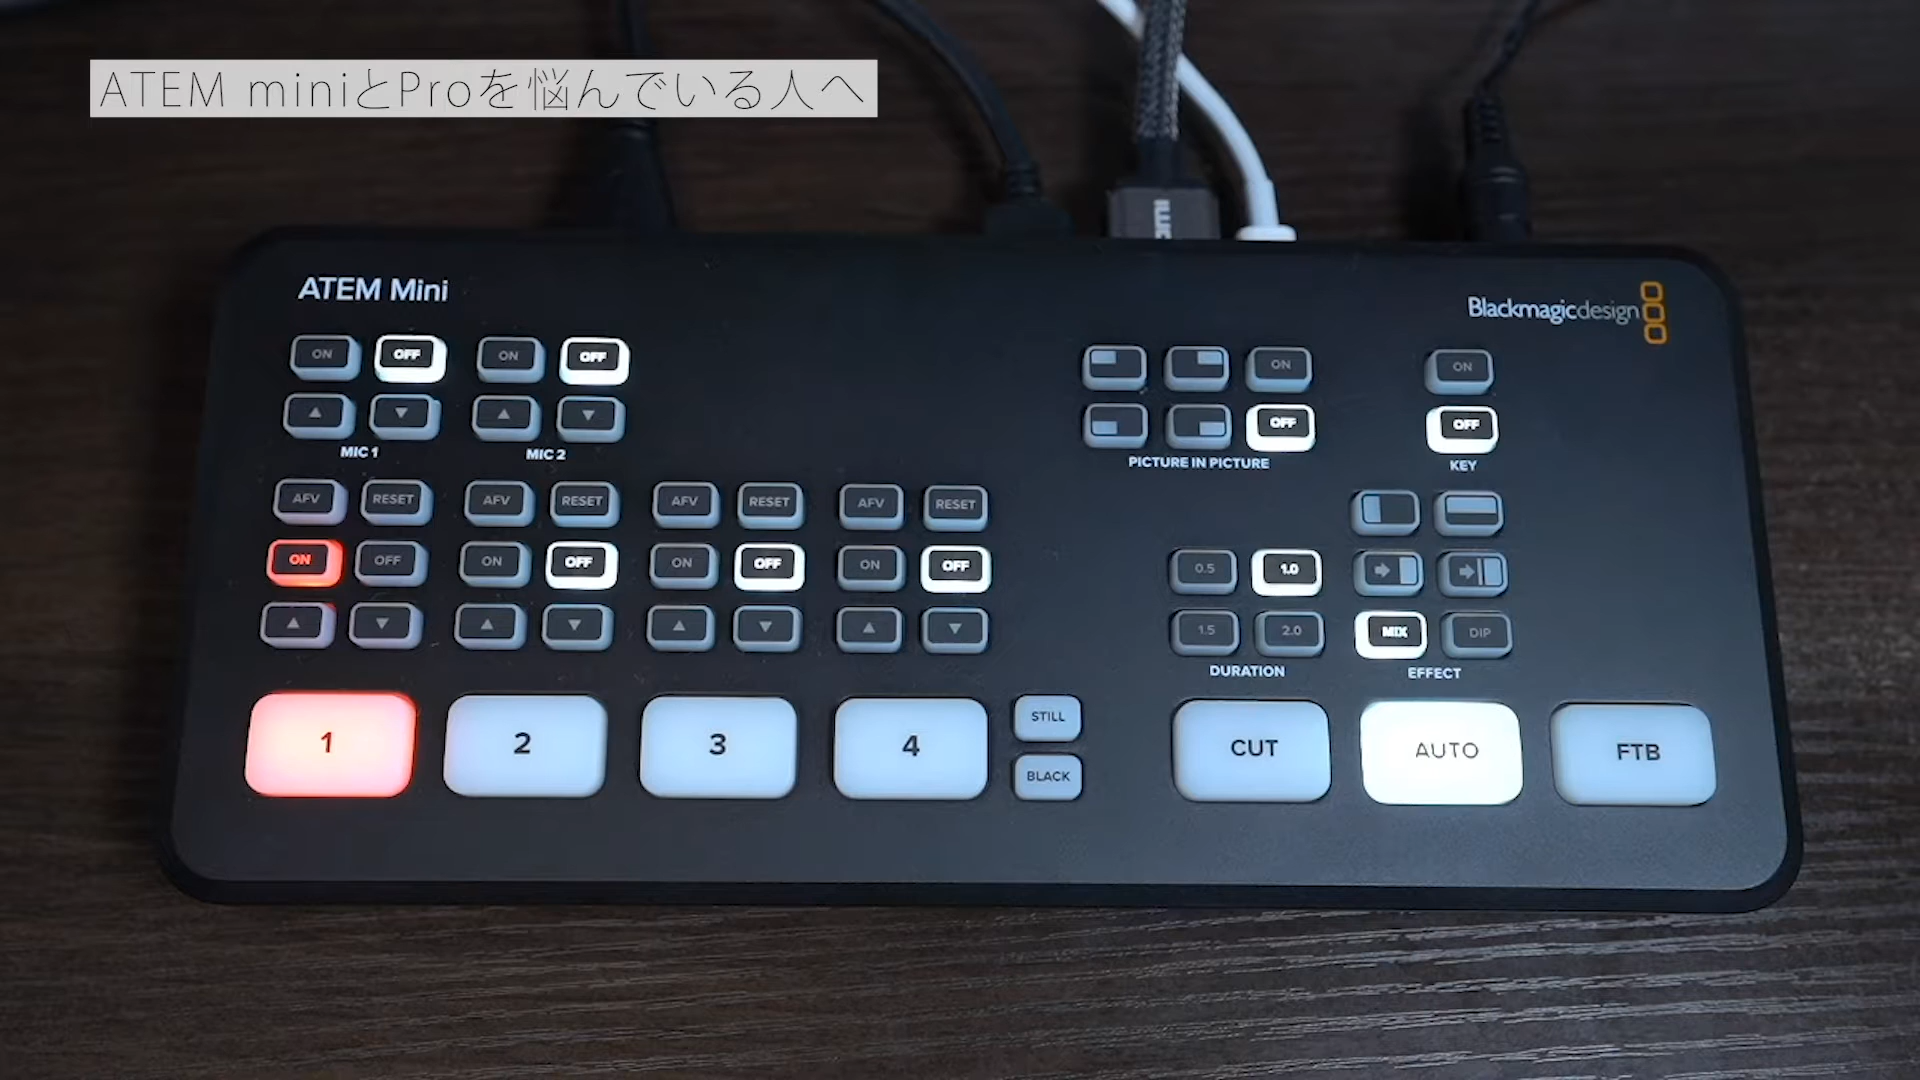 ATEM miniとProを悩んでいる人へ
ATEM Mini
Blackmagicdesign
ON OFF ON OFF
MIC 1 MIC 2
ON
OFF
PICTURE IN PICTURE
ON
OFF
KEY
AFV RESET AFV RESET AFV RESET AFV RESET
ON OFF ON OFF ON OFF ON OFF
0.5 1.0
1.5 2.0
DURATION
MIX DIP
EFFECT
1 2 3 4
STILL
BLACK
CUT AUTO FTB